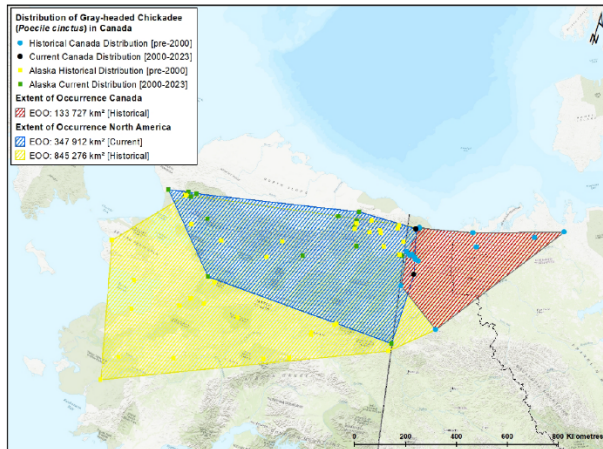 Distribution of Gray-headed Chickadee
(Poecile cinctus) in Canada
Historical Canada Distribution [pre-2000]
Current Canada Distribution [2000-2023]
Alaska Historical Distribution [pre-2000]
Alaska Current Distribution [2000-2023]
Extent of Occurrence Canada
EOO: 133 727 km² [Historical]
Extent of Occurrence North America
EOO: 347 912 km² [Current]
EOO: 845 276 km² [Historical]
0 200 400 600 800 Kilometres